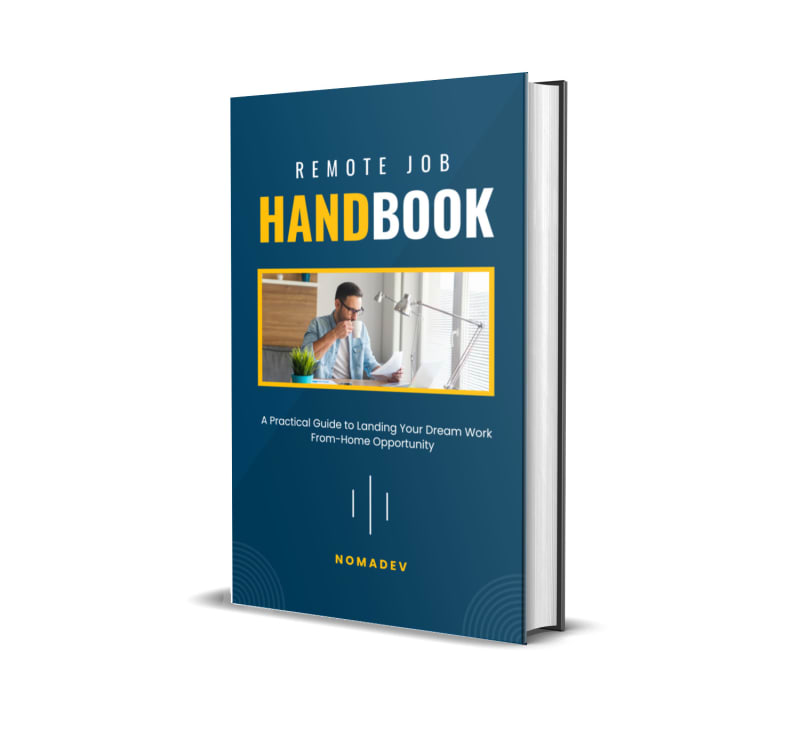 REMOTE JOB
HANDBOOK
A Practical Guide to Landing Your Dream Work
From-Home Opportunity
NOMADEV